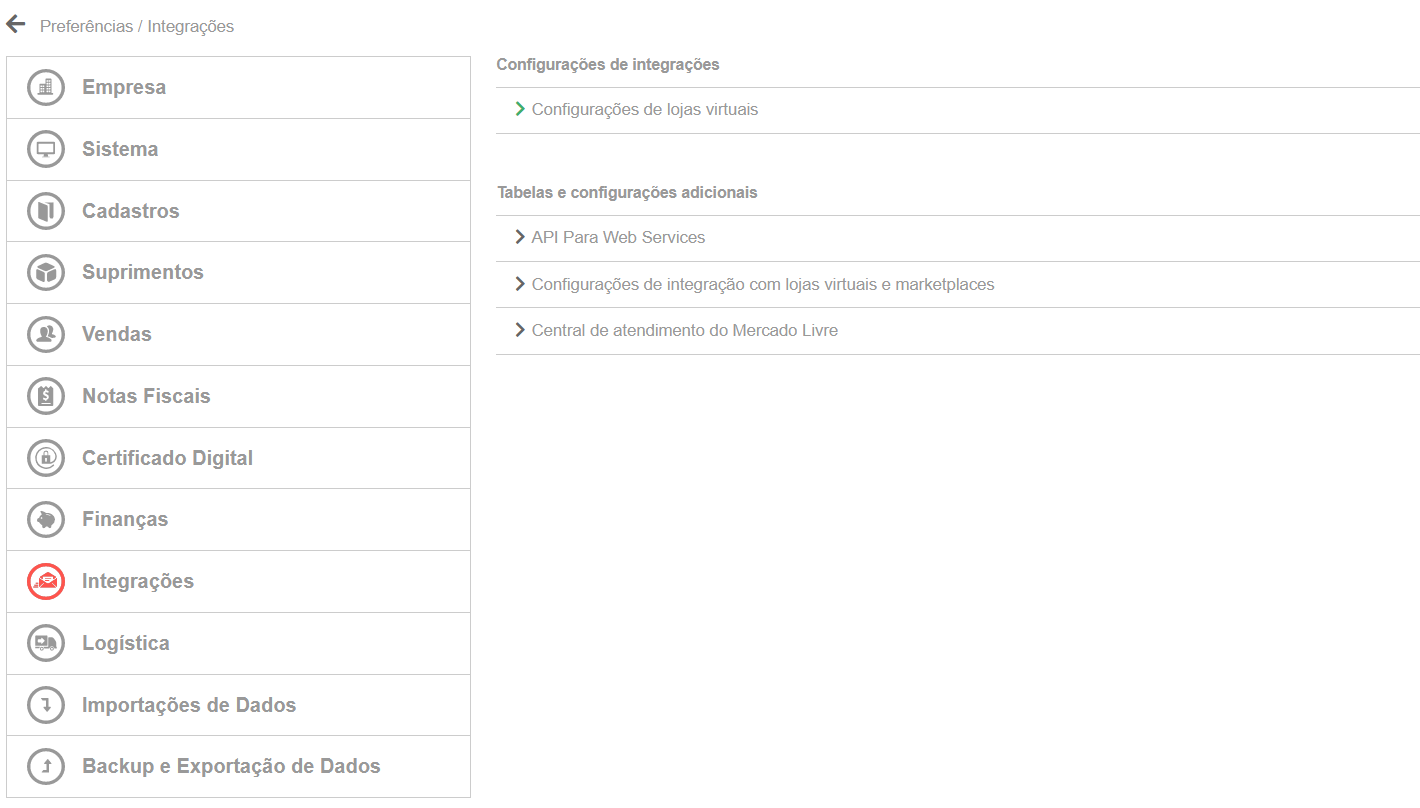 Preferências / Integrações
Empresa
Sistema
Cadastros
Suprimentos
Vendas
Notas Fiscais
Certificado Digital
Finanças
Integrações
Logística
Importações de Dados
Backup e Exportação de Dados
Configurações de integrações
Configurações de lojas virtuais
Tabelas e configurações adicionais
API Para Web Services
Configurações de integração com lojas virtuais e marketplaces
Central de atendimento do Mercado Livre